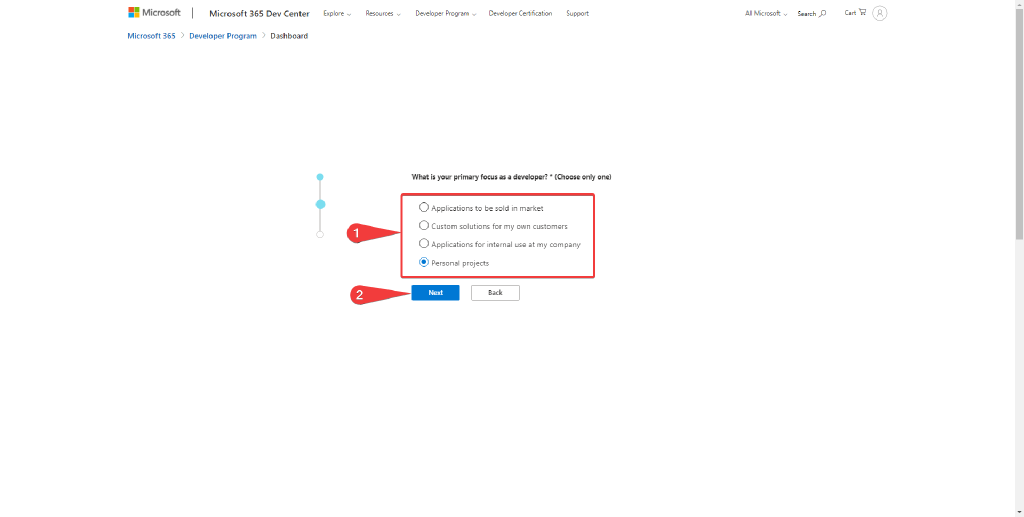 Microsoft | Microsoft 365 Dev Center Explore Resources Developer Program Developer Certification Support All Microsoft Search Cart
Microsoft 365 > Developer Program > Dashboard
What is your primary focus as a developer? * (Choose only one)
Applications to be sold in market
Custom solutions for my own customers
1
Applications for internal use at my company
Personal projects
2
Next Back